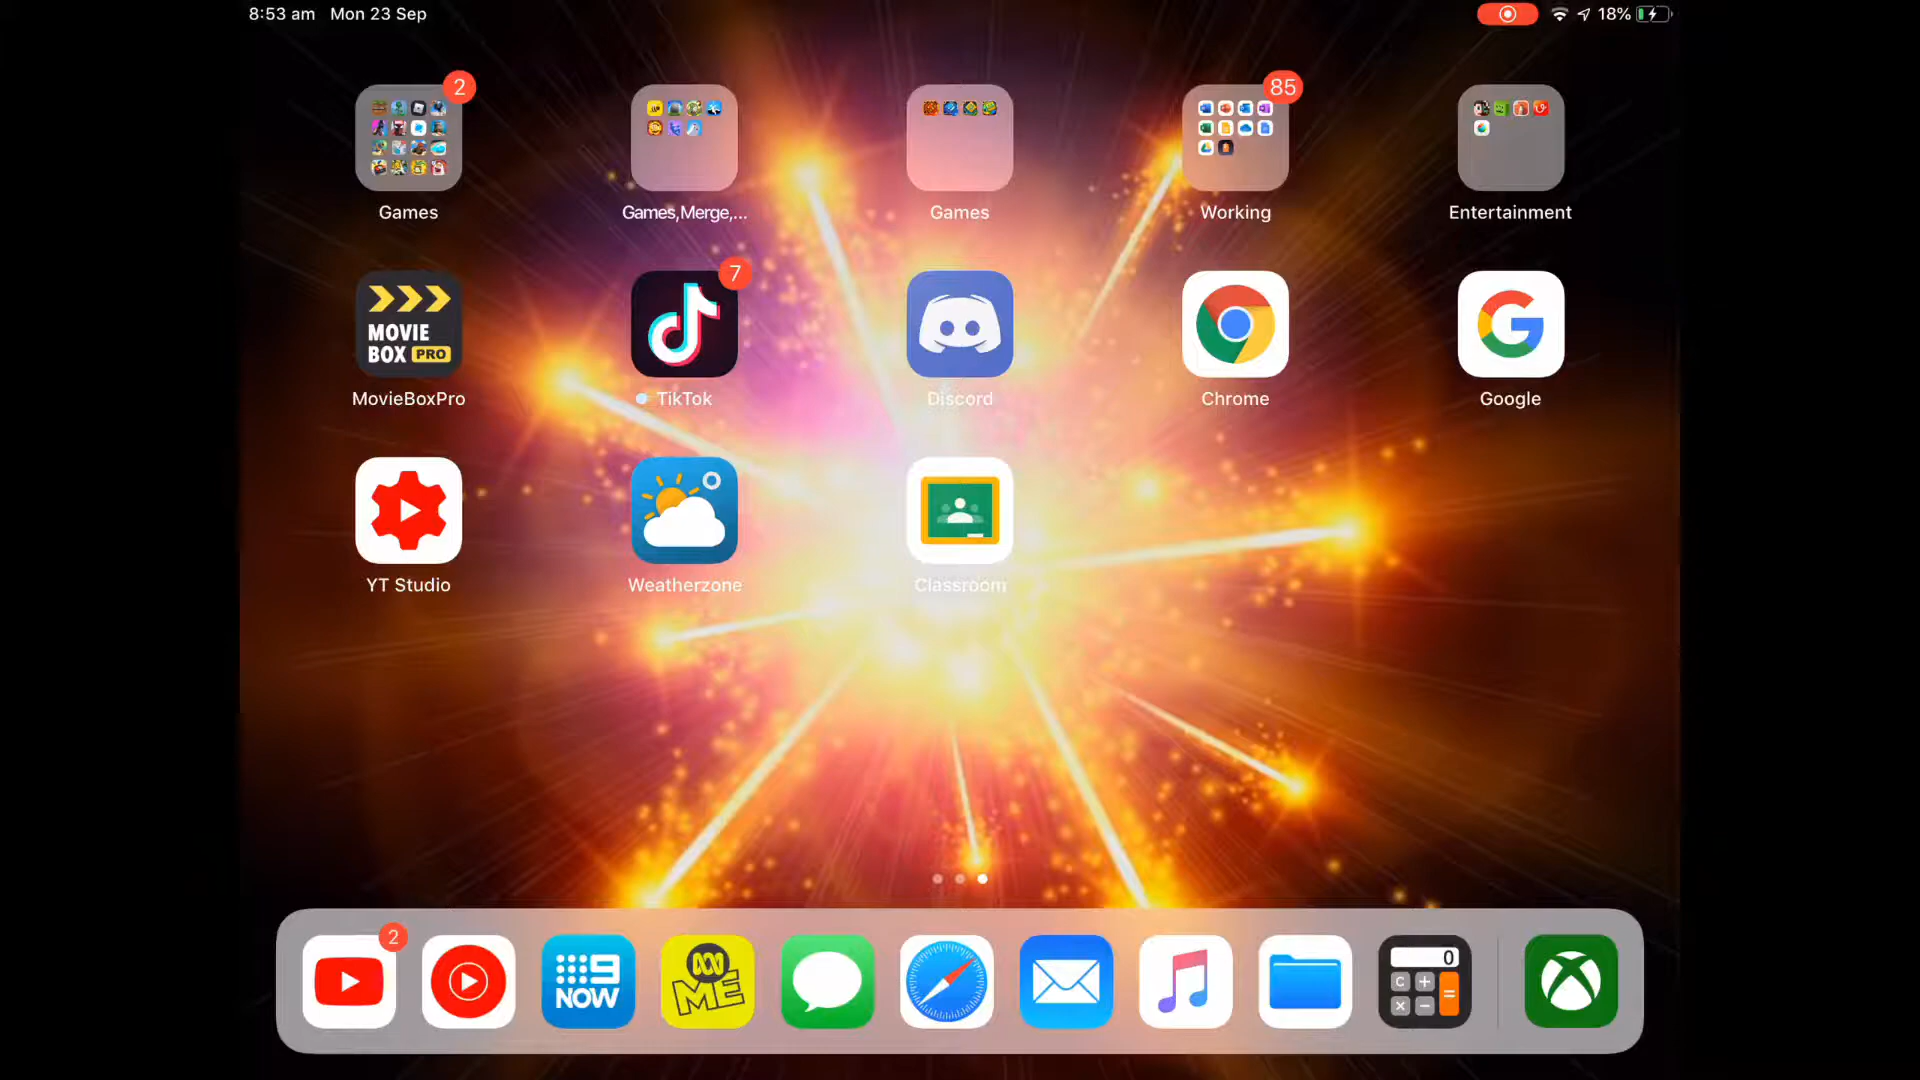 8:53 am Mon 23 Sep
18%
2
85
Games
Games,Merge,...
Games
Working
Entertainment
MOVIE
BOX PRO
7
MovieBoxPro
TikTok
Discord
Chrome
Google
YT Studio
Weatherzone
Classroom
2
9
NOW
ME
0
C + = × −